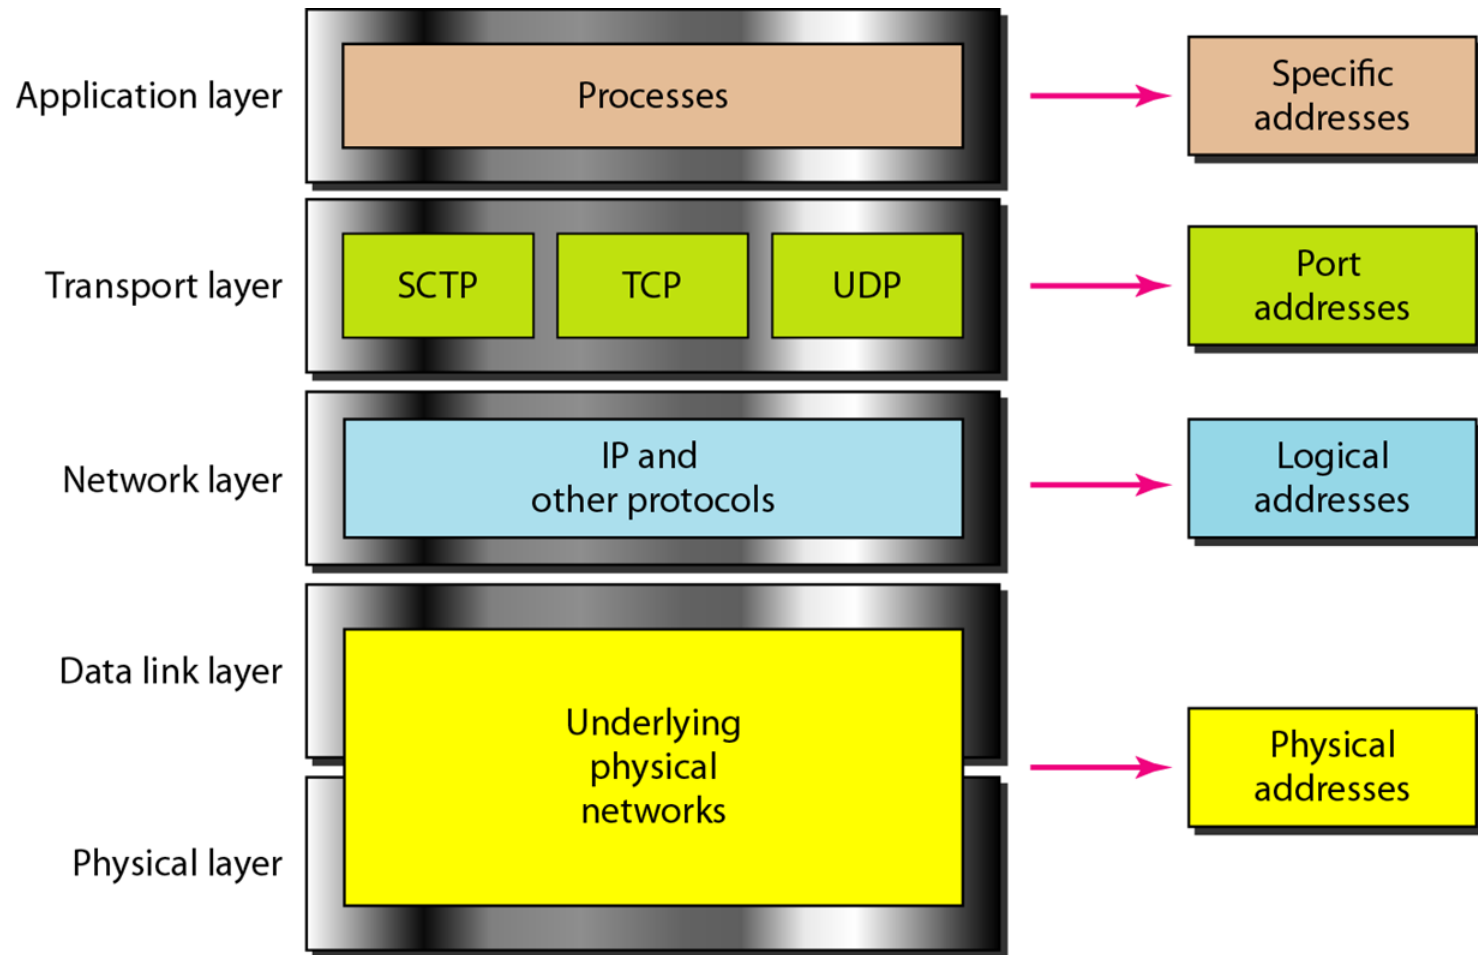 Application layer
Processes
Specific
addresses
Transport layer
SCTP
TCP
UDP
Port
addresses
Network layer
IP and
other protocols
Logical
addresses
Data link layer
Underlying
physical
networks
Physical
addresses
Physical layer